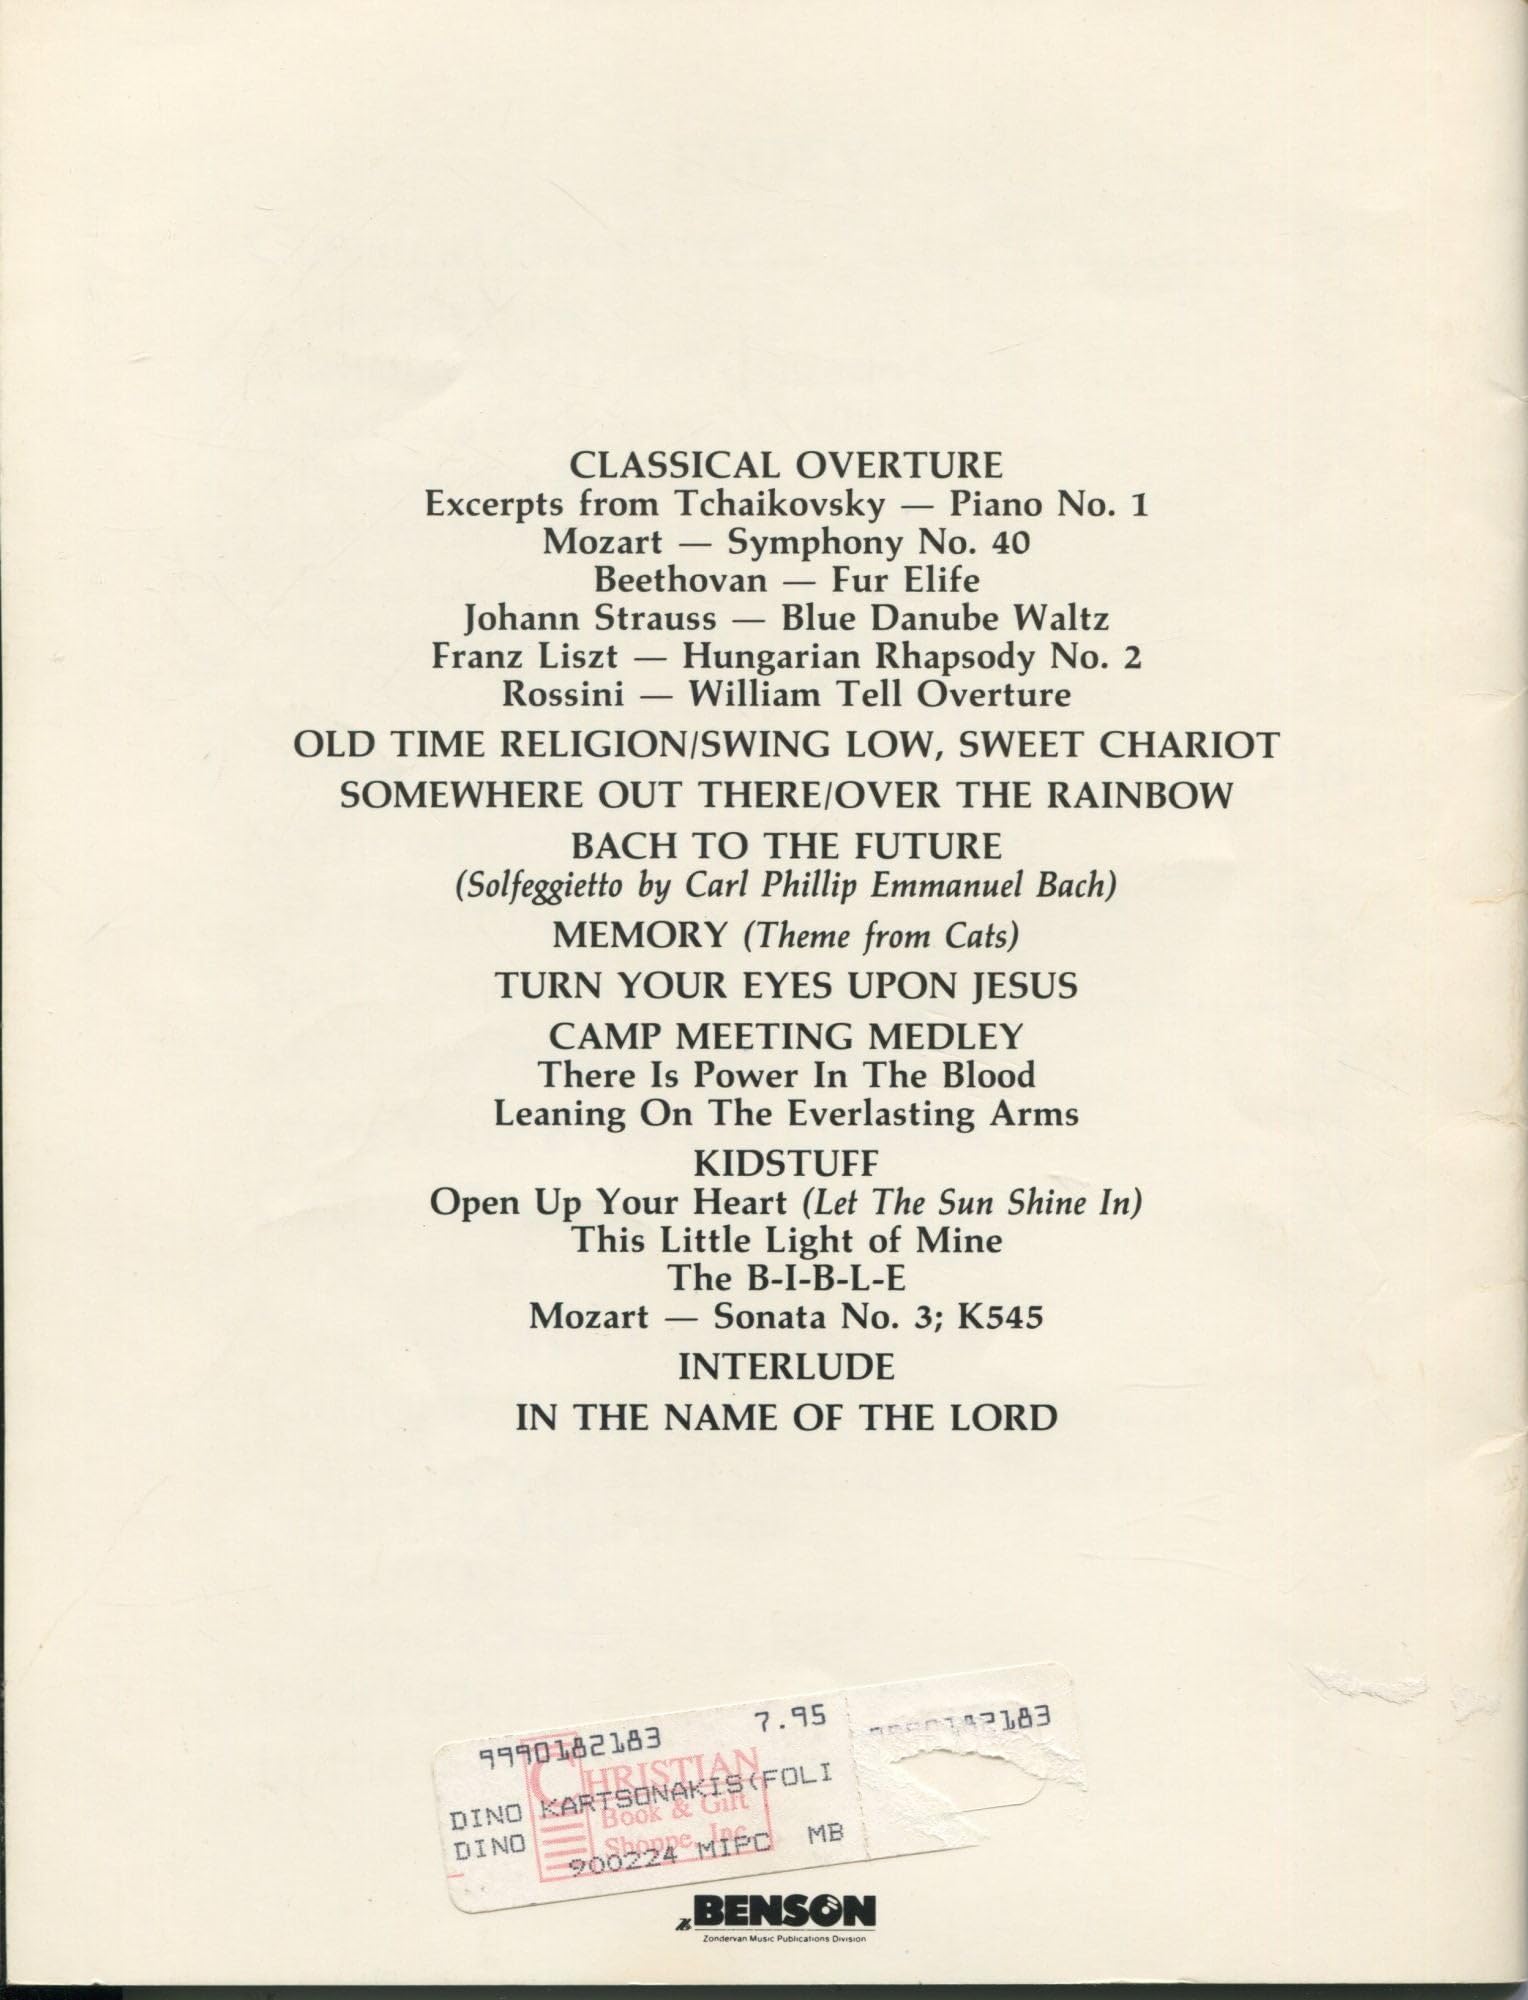 CLASSICAL OVERTURE
Excerpts from Tchaikovsky — Piano No. 1
Mozart — Symphony No. 40
Beethovan — Fur Elife
Johann Strauss — Blue Danube Waltz
Franz Liszt — Hungarian Rhapsody No. 2
Rossini — William Tell Overture
OLD TIME RELIGION/SWING LOW, SWEET CHARIOT
SOMEWHERE OUT THERE/OVER THE RAINBOW
BACH TO THE FUTURE
(Solfeggietto by Carl Phillip Emmanuel Bach)
MEMORY (Theme from Cats)
TURN YOUR EYES UPON JESUS
CAMP MEETING MEDLEY
There Is Power In The Blood
Leaning On The Everlasting Arms
KIDSTUFF
Open Up Your Heart (Let The Sun Shine In)
This Little Light of Mine
The B-I-B-L-E
Mozart — Sonata No. 3; K545
INTERLUDE
IN THE NAME OF THE LORD
9990182183 7.95
CHRISTIAN
DINO KARTSONAKIS(FOLI
Book & Gift
DINO
Shoppe, Inc.
900224 MIPC MB
BENSON
Zondervan Music Publications Division